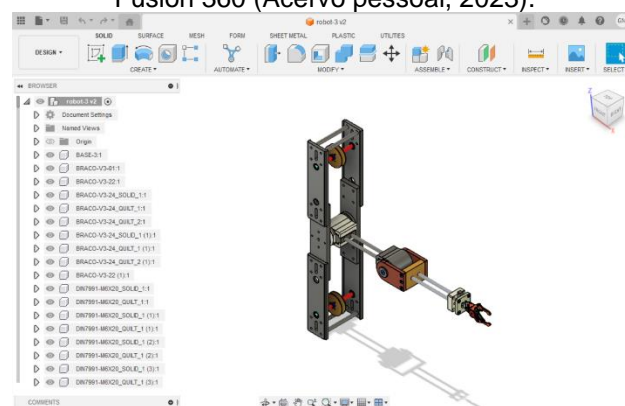 Fusion 360 (Acervo pessoal, 2023).
robot-3 v2
DESIGN
SOLID SURFACE MESH FORM SHEET METAL PLASTIC UTILITIES
CREATE AUTOMATE MODIFY ASSEMBLE CONSTRUCT INSPECT INSERT SELECT
BROWSER
robot-3 v2
Document Settings
Named Views
Origin
BASE-3:1
BRACO-V3-81:1
BRACO-V3-22:1
BRACO-V3-24_SOLID_1:1
BRACO-V3-24_QUILT_1:1
BRACO-V3-24_QUILT_2:1
BRACO-V3-24_SOLID_1 (1):1
BRACO-V3-24_QUILT_1 (1):1
BRACO-V3-24_QUILT_2 (1):1
BRACO-V3-22 (1):1
DIN7991-M6X20_SOLID_1:1
DIN7991-M6X20_QUILT_1:1
DIN7991-M6X20_SOLID_1 (1):1
DIN7991-M6X20_QUILT_1 (1):1
DIN7991-M6X20_SOLID_1 (2):1
DIN7991-M6X20_QUILT_1 (2):1
DIN7991-M6X20_SOLID_1 (3):1
DIN7991-M6X20_QUILT_1 (3):1
COMMENTS